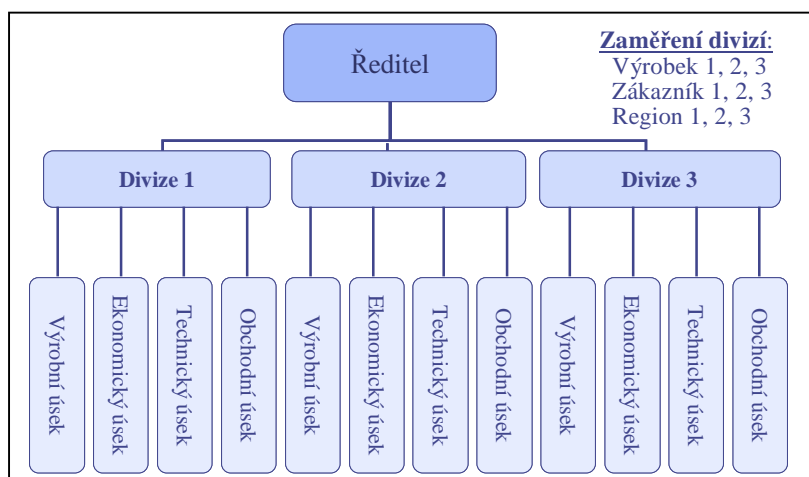 Ředitel
Zaměření divizí:
Výrobek 1, 2, 3
Zákazník 1, 2, 3
Region 1, 2, 3
Divize 1
Divize 2
Divize 3
Výrobní úsek
Ekonomický úsek
Technický úsek
Obchodní úsek
Výrobní úsek
Ekonomický úsek
Technický úsek
Obchodní úsek
Výrobní úsek
Ekonomický úsek
Technický úsek
Obchodní úsek